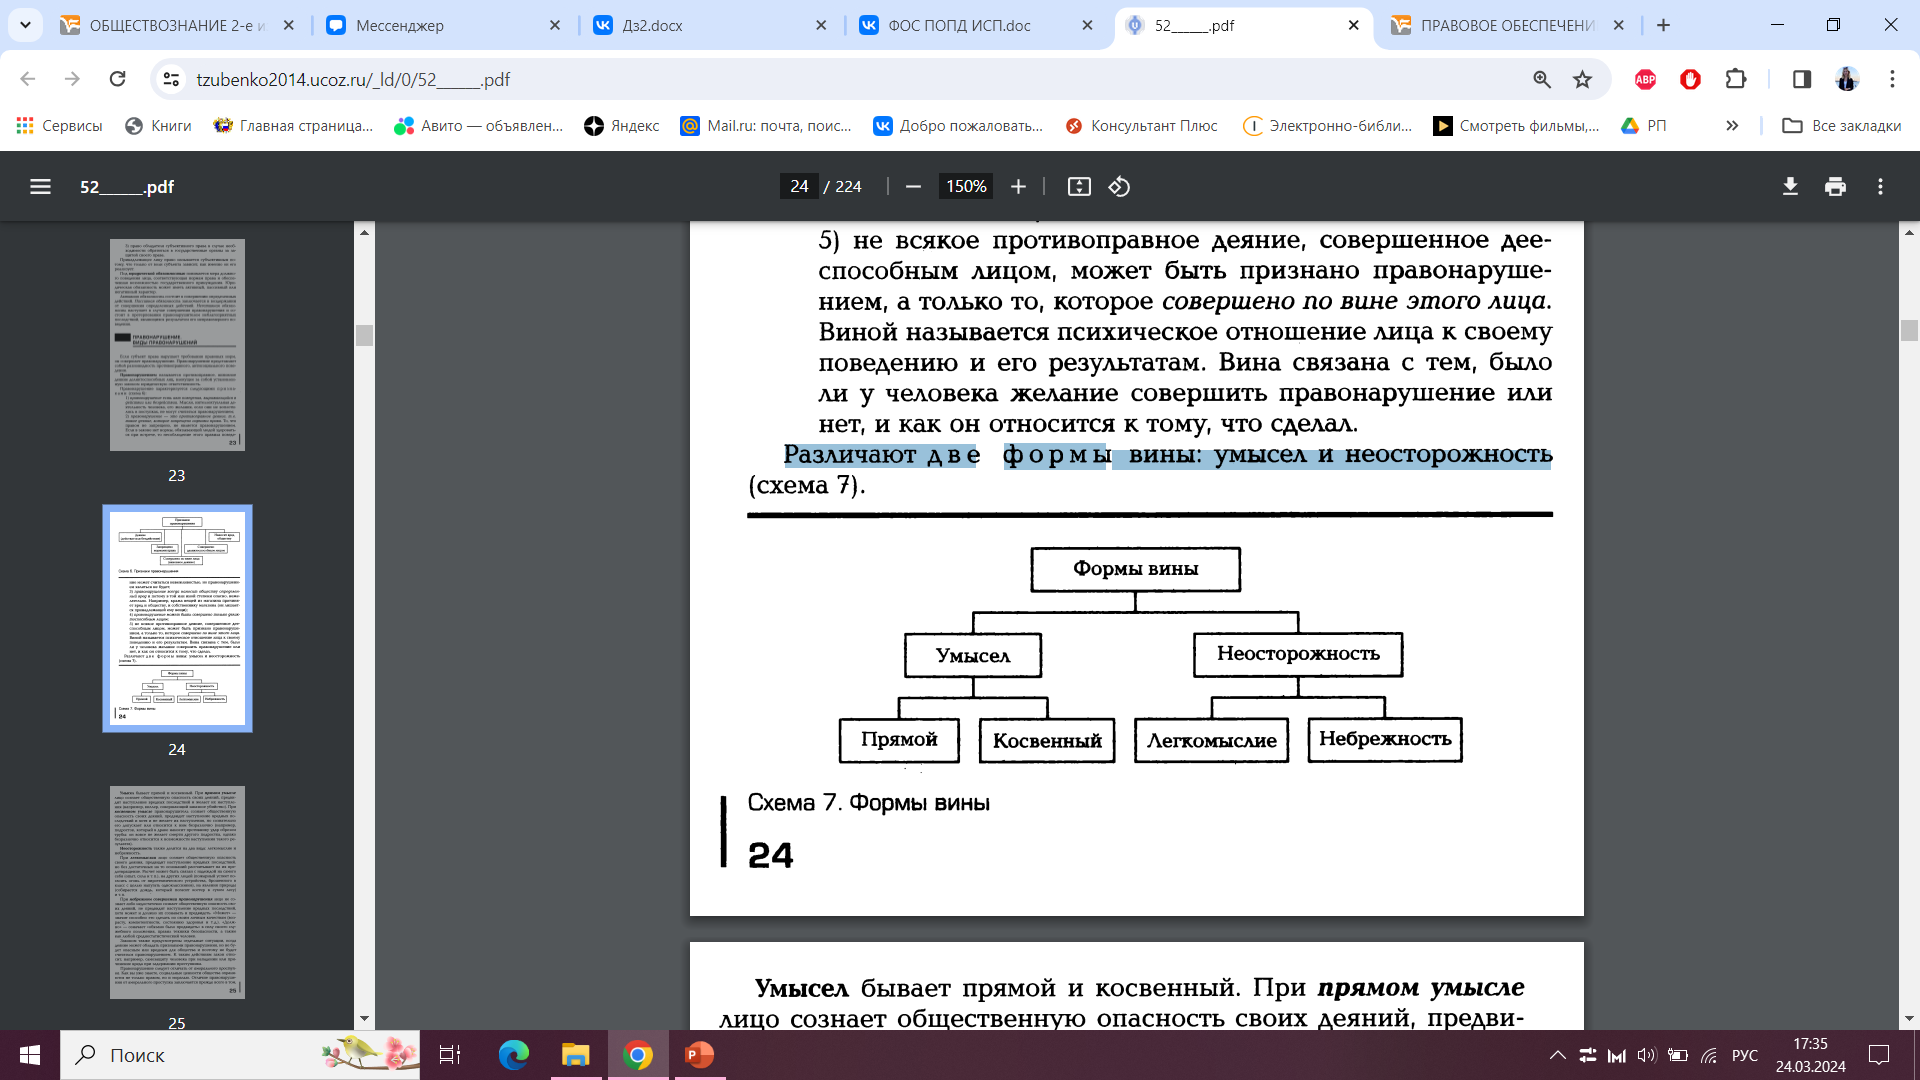 ОБЩЕСТВОЗНАНИЕ 2-е и
Мессенджер
Дз2.docx
ФОС ПОПД ИСП.doc
52_____.pdf
ПРАВОВОЕ ОБЕСПЕЧЕНИ
tzubenko2014.ucoz.ru/_ld/0/52_____.pdf
Сервисы
Книги
Главная страница...
Авито — объявлен...
Яндекс
Mail.ru: почта, поис...
Добро пожаловать...
Консультант Плюс
Электронно-библи...
Смотреть фильмы,...
РП
Все закладки
52_____.pdf
24 / 224
150%
ПРАВОНАРУШЕНИЕ
ВИДЫ ПРАВОНАРУШЕНИЙ
23
24
25
5) не всякое противоправное деяние, совершенное дее-
способным лицом, может быть признано правонаруше-
нием, а только то, которое совершено по вине этого лица.
Виной называется психическое отношение лица к своему
поведению и его результатам. Вина связана с тем, было
ли у человека желание совершить правонарушение или
нет, и как он относится к тому, что сделал.
Различают две формы вины: умысел и неосторожность
(схема 7).
Формы вины
Умысел
Неосторожность
Прямой
Косвенный
Легкомыслие
Небрежность
Схема 7. Формы вины
24
Умысел бывает прямой и косвенный. При прямом умысле
лицо сознает общественную опасность своих деяний, предви-
Поиск
РУС
17:35
24.03.2024